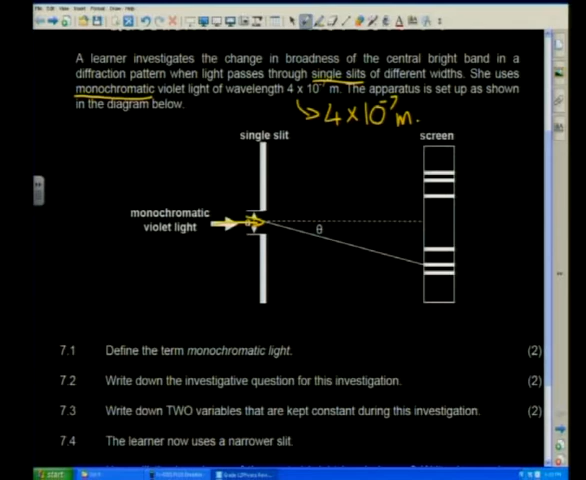 A learner investigates the change in broadness of the central bright band in a
diffraction pattern when light passes through single slits of different widths. She uses
monochromatic violet light of wavelength 4 x 10⁻⁷ m. The apparatus is set up as shown
in the diagram below.
4 x 10⁻⁷ m.
single slit
screen
monochromatic
violet light
θ
7.1 Define the term monochromatic light. (2)
7.2 Write down the investigative question for this investigation. (2)
7.3 Write down TWO variables that are kept constant during this investigation. (2)
7.4 The learner now uses a narrower slit.
start